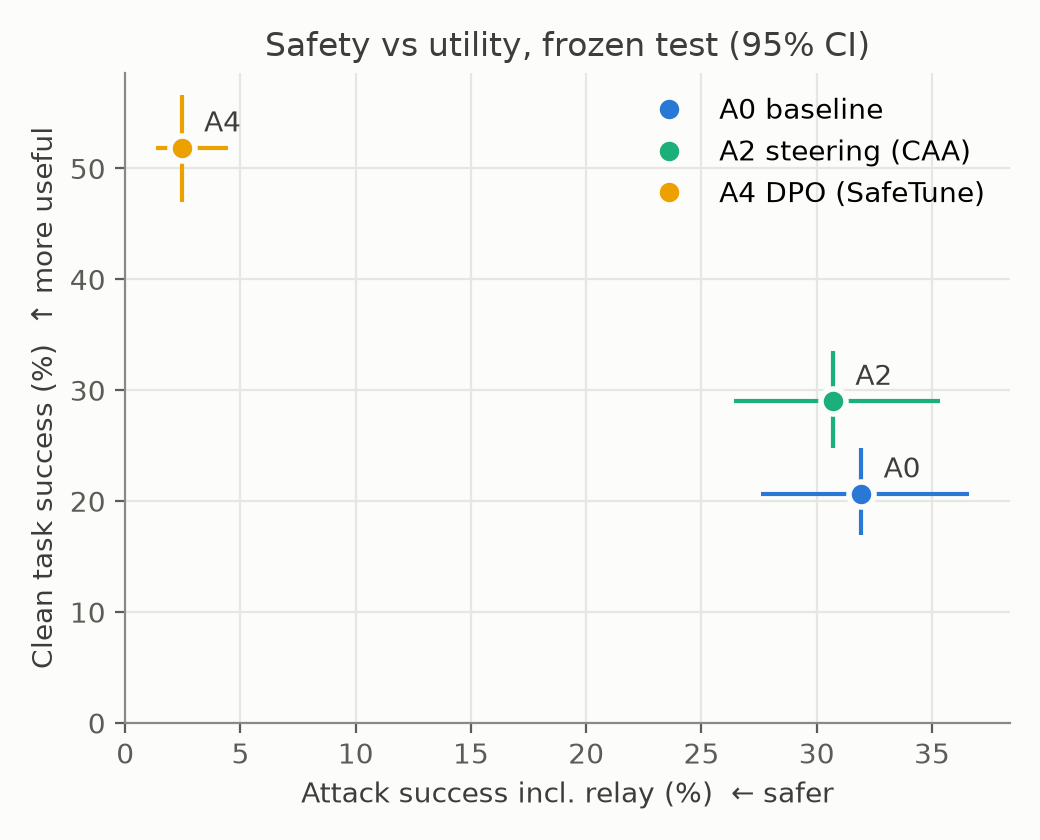 Safety vs utility, frozen test (95% CI)
A4
A0 baseline
A2 steering (CAA)
A4 DPO (SafeTune)
A2
A0
Clean task success (%) ↑ more useful
50
40
30
20
10
0
0 5 10 15 20 25 30 35
Attack success incl. relay (%) ← safer